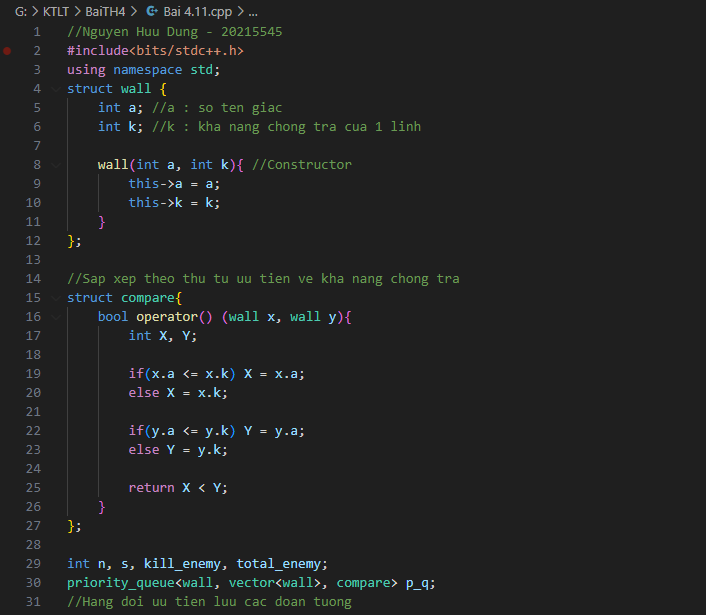 G: > KTLT > BaiTH4 > Bai 4.11.cpp > ...
1 //Nguyen Huu Dung - 20215545
2 #include<bits/stdc++.h>
3 using namespace std;
4 struct wall {
5 int a; //a : so ten giac
6 int k; //k : kha nang chong tra cua 1 linh
7
8 wall(int a, int k){ //Constructor
9 this->a = a;
10 this->k = k;
11 }
12 };
13
14 //Sap xep theo thu tu uu tien ve kha nang chong tra
15 struct compare{
16 bool operator() (wall x, wall y){
17 int X, Y;
18
19 if(x.a <= x.k) X = x.a;
20 else X = x.k;
21
22 if(y.a <= y.k) Y = y.a;
23 else Y = y.k;
24
25 return X < Y;
26 }
27 };
28
29 int n, s, kill_enemy, total_enemy;
30 priority_queue<wall, vector<wall>, compare> p_q;
31 //Hang doi uu tien luu cac doan tuong